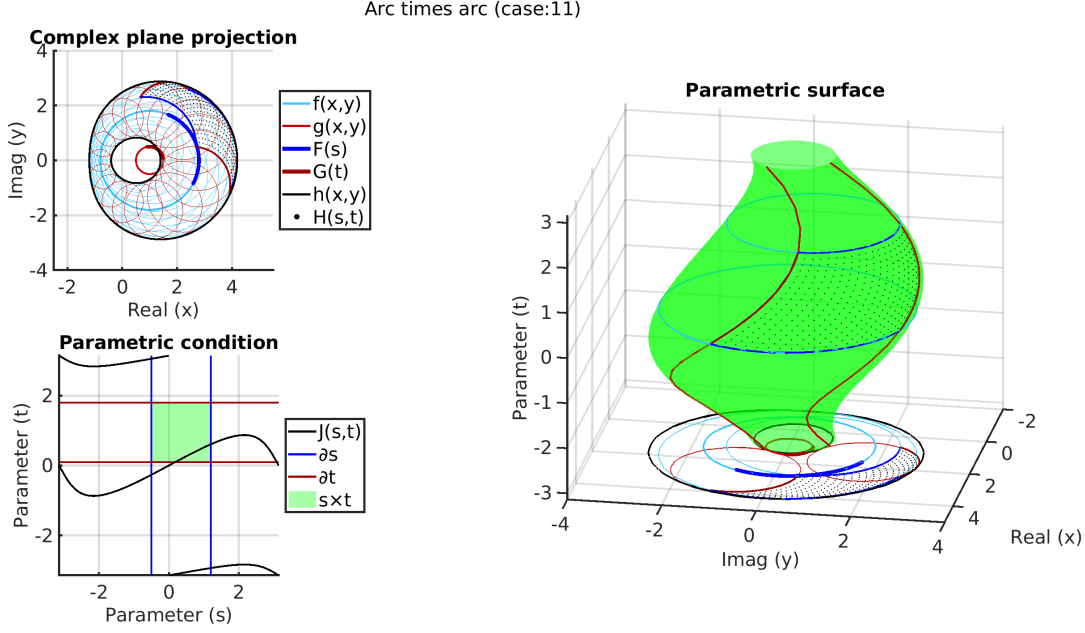 Arc times arc (case:11)
Complex plane projection
4
2
0
-2
-4
Imag (y)
-2 0 2 4
Real (x)
f(x,y)
g(x,y)
F(s)
G(t)
h(x,y)
H(s,t)
Parametric condition
2
0
-2
Parameter (t)
-2 0 2
Parameter (s)
J(s,t)
∂s
∂t
s×t
Parametric surface
3
2
1
0
-1
-2
-3
Parameter (t)
-4 -2 0 2 4
Imag (y)
-2
0
2
4
Real (x)